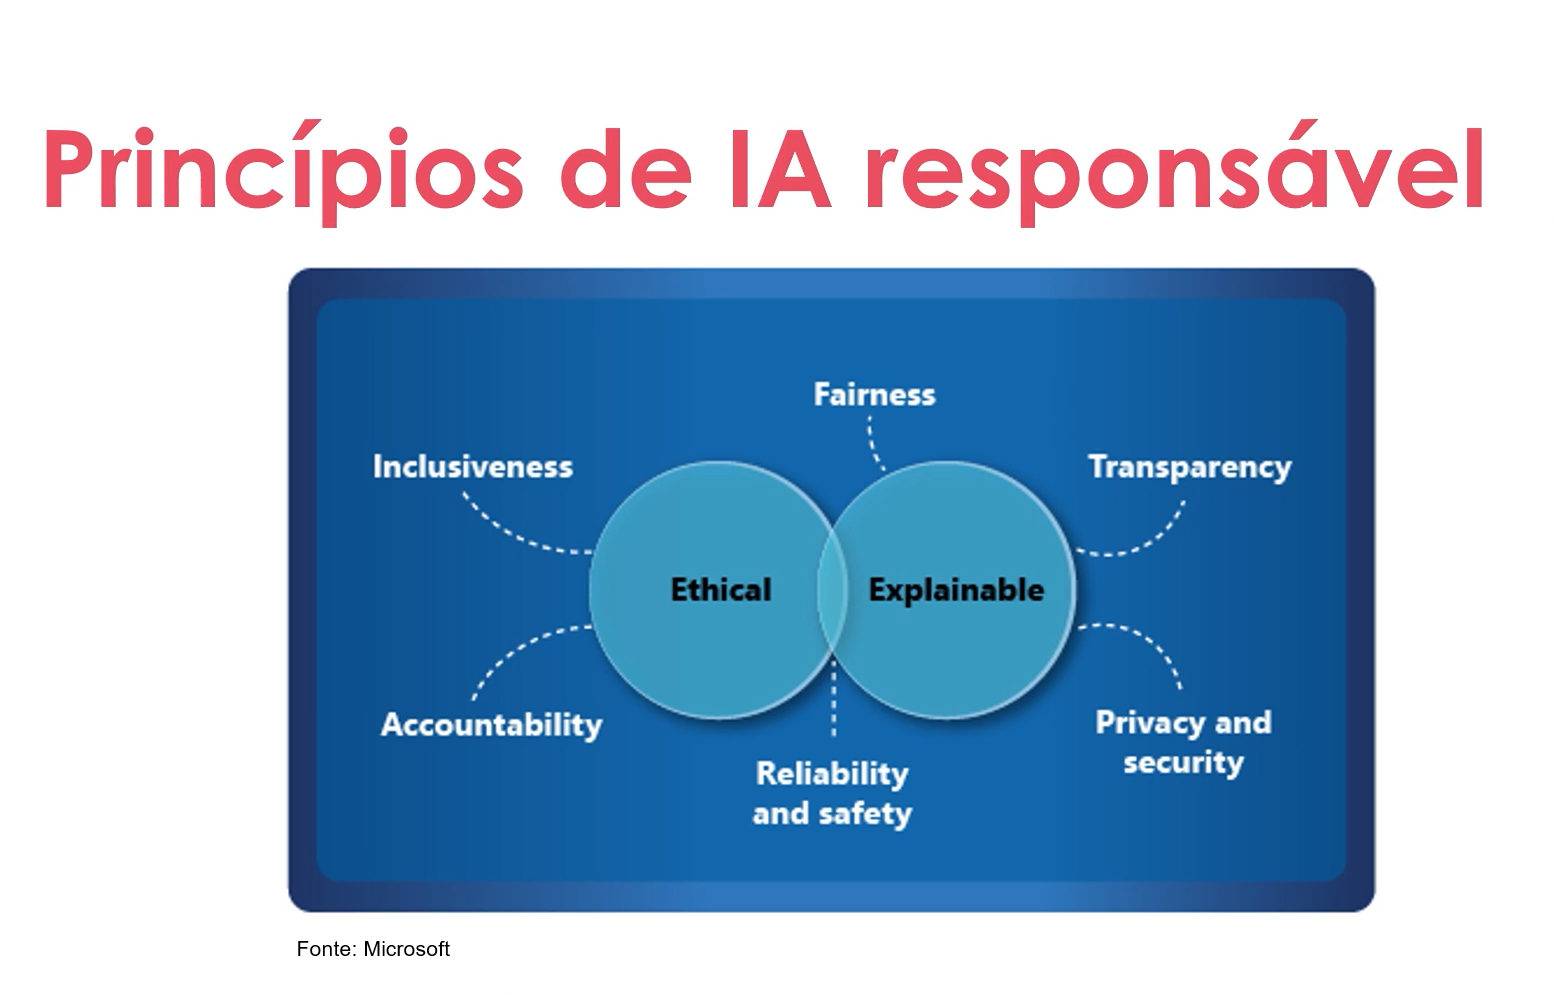 Princípios de IA responsável
Fairness
Inclusiveness
Transparency
Ethical
Explainable
Accountability
Privacy and
security
Reliability
and safety
Fonte: Microsoft